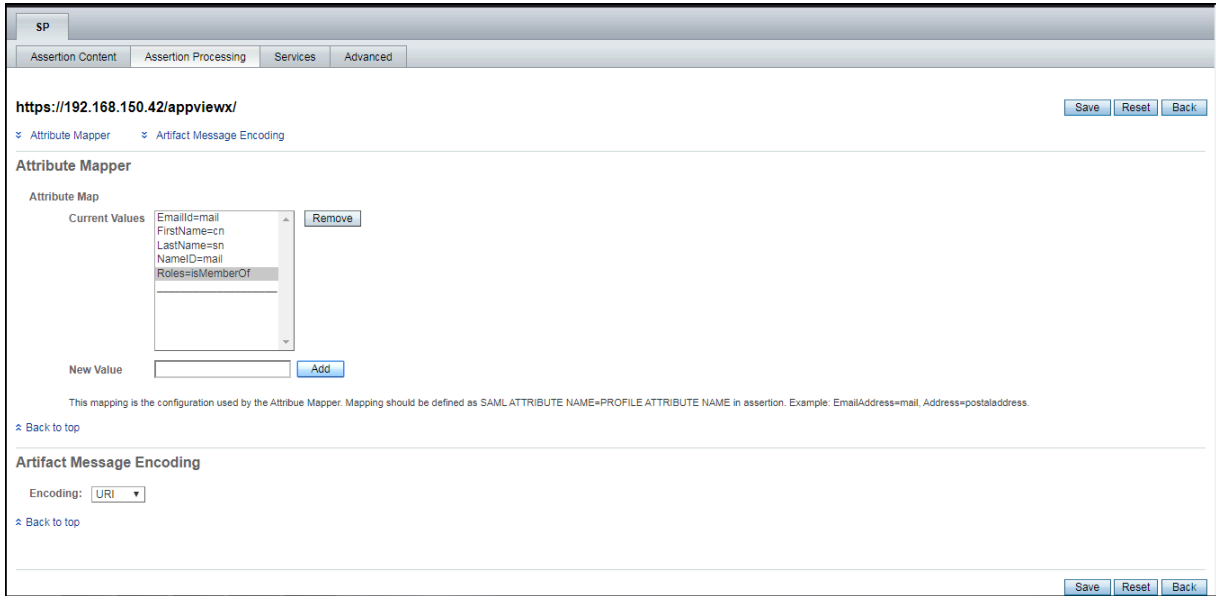 SP
Assertion Content Assertion Processing Services Advanced
https://192.168.150.42/appviewx/ Save Reset Back
Attribute Mapper Artifact Message Encoding
Attribute Mapper
Attribute Map
Current Values EmailId=mail Remove
FirstName=cn
LastName=sn
NameID=mail
Roles=isMemberOf
New Value Add
This mapping is the configuration used by the Attribue Mapper. Mapping should be defined as SAML ATTRIBUTE NAME=PROFILE ATTRIBUTE NAME in assertion. Example: EmailAddress=mail, Address=postaladdress.
Back to top
Artifact Message Encoding
Encoding: URI
Back to top
Save Reset Back